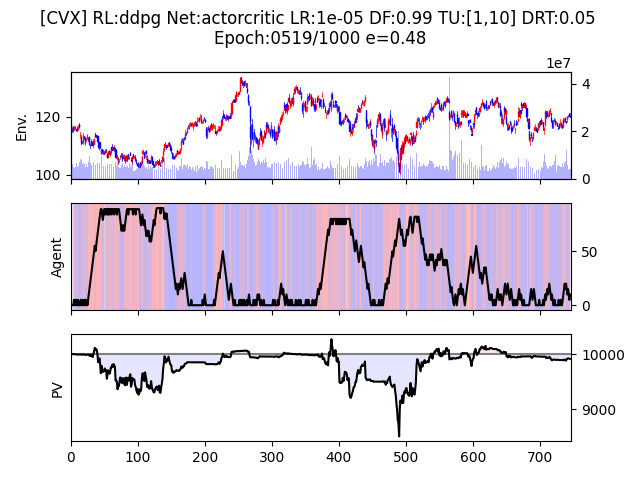 [CVX] RL:ddpg Net:actorcritic LR:1e-05 DF:0.99 TU:[1,10] DRT:0.05
Epoch:0519/1000 e=0.48
1e7
Env.
120
100
4
2
0
Agent
50
0
PV
10000
9000
0 100 200 300 400 500 600 700